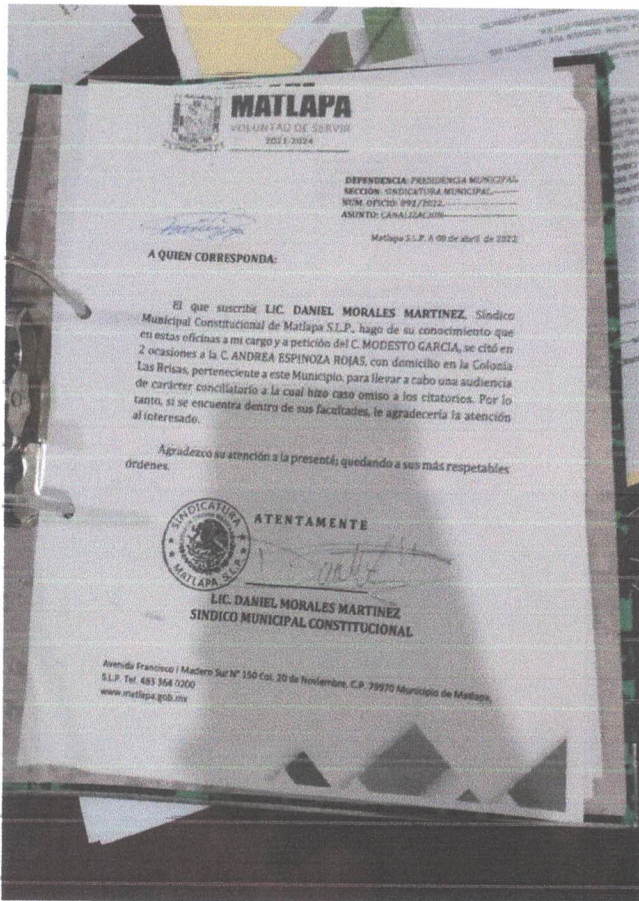 MATLAPA
VOLUNTAD DE SERVIR
2021-2024
DEPENDENCIA: PRESIDENCIA MUNICIPAL
SECCIÓN: SINDICATURA MUNICIPAL
NUM. OFICIO: 092/2022
ASUNTO: CANALIZACIÓN
Matlapa S.L.P. A 08 de abril de 2022
A QUIEN CORRESPONDA:
El que suscribe LIC. DANIEL MORALES MARTINEZ, Síndico
Municipal Constitucional de Matlapa S.L.P., hago de su conocimiento que
en estas oficinas a mi cargo y a petición del C. MODESTO GARCIA, se citó en
2 ocasiones a la C. ANDREA ESPINOZA ROJAS, con domicilio en la Colonia
Las Brisas, perteneciente a este Municipio, para llevar a cabo una audiencia
de carácter conciliatorio a la cual hizo caso omiso a los citatorios. Por lo
tanto, si se encuentra dentro de sus facultades, le agradecería la atención
al interesado.
Agradezco su atención a la presente; quedando a sus más respetables
órdenes.
SINDICATURA
MATLAPA, S.L.P.
ATENTAMENTE
LIC. DANIEL MORALES MARTINEZ
SINDICO MUNICIPAL CONSTITUCIONAL
Avenida Francisco I Madero Sur N° 150 Col. 20 de Noviembre. C.P. 79970 Municipio de Matlapa,
S.L.P. Tel. 483 364 0200
www.matlapa.gob.mx